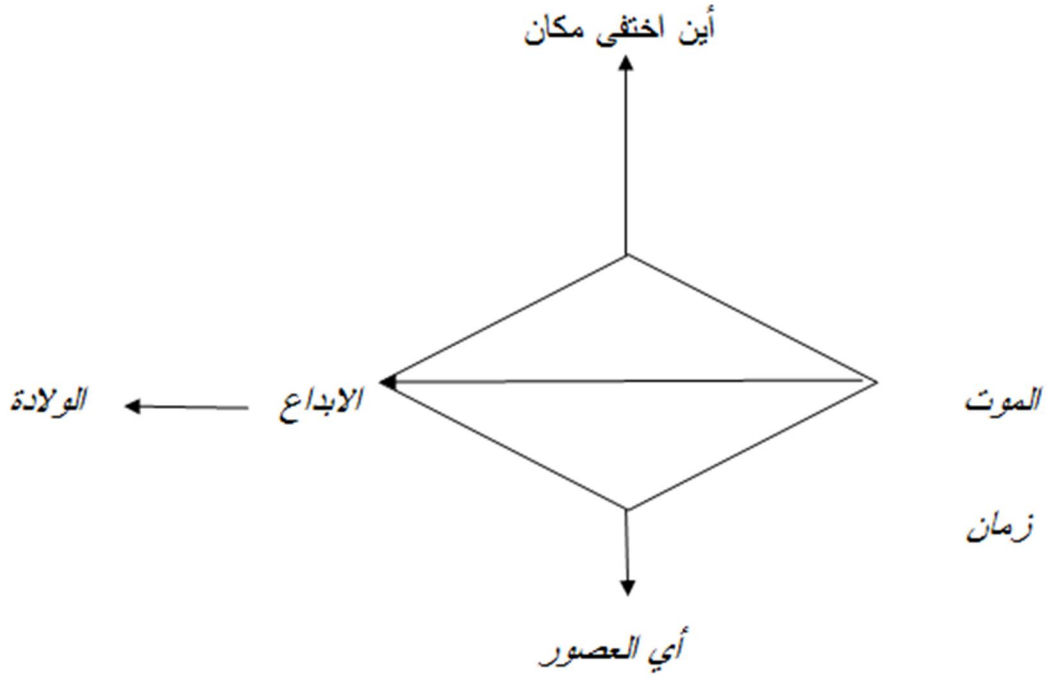 أين اختفى مكان
الموت
الابداع
الولادة
زمان
أي العصور